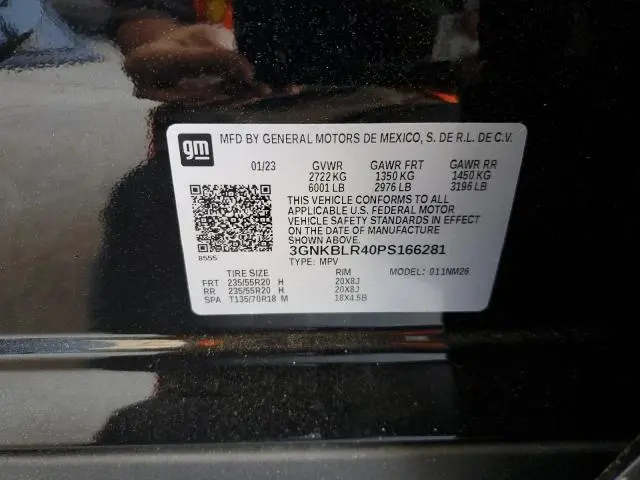 gm
MFD BY GENERAL MOTORS DE MEXICO, S. DE R.L. DE C.V.
01/23 GVWR GAWR FRT GAWR RR
2722 KG 1350 KG 1450 KG
6001 LB 2976 LB 3196 LB
THIS VEHICLE CONFORMS TO ALL
APPLICABLE U.S. FEDERAL MOTOR
VEHICLE SAFETY STANDARDS IN EFFECT
ON THE DATE OF MANUFACTURE
SHOWN ABOVE.
3GNKBLR40PS166281
8555 TYPE: MPV MODEL: 011NM26
TIRE SIZE RIM
FRT 235/55R20 H 20X8J
RR 235/55R20 H 20X8J
SPA T135/70R18 M 18X4.5B